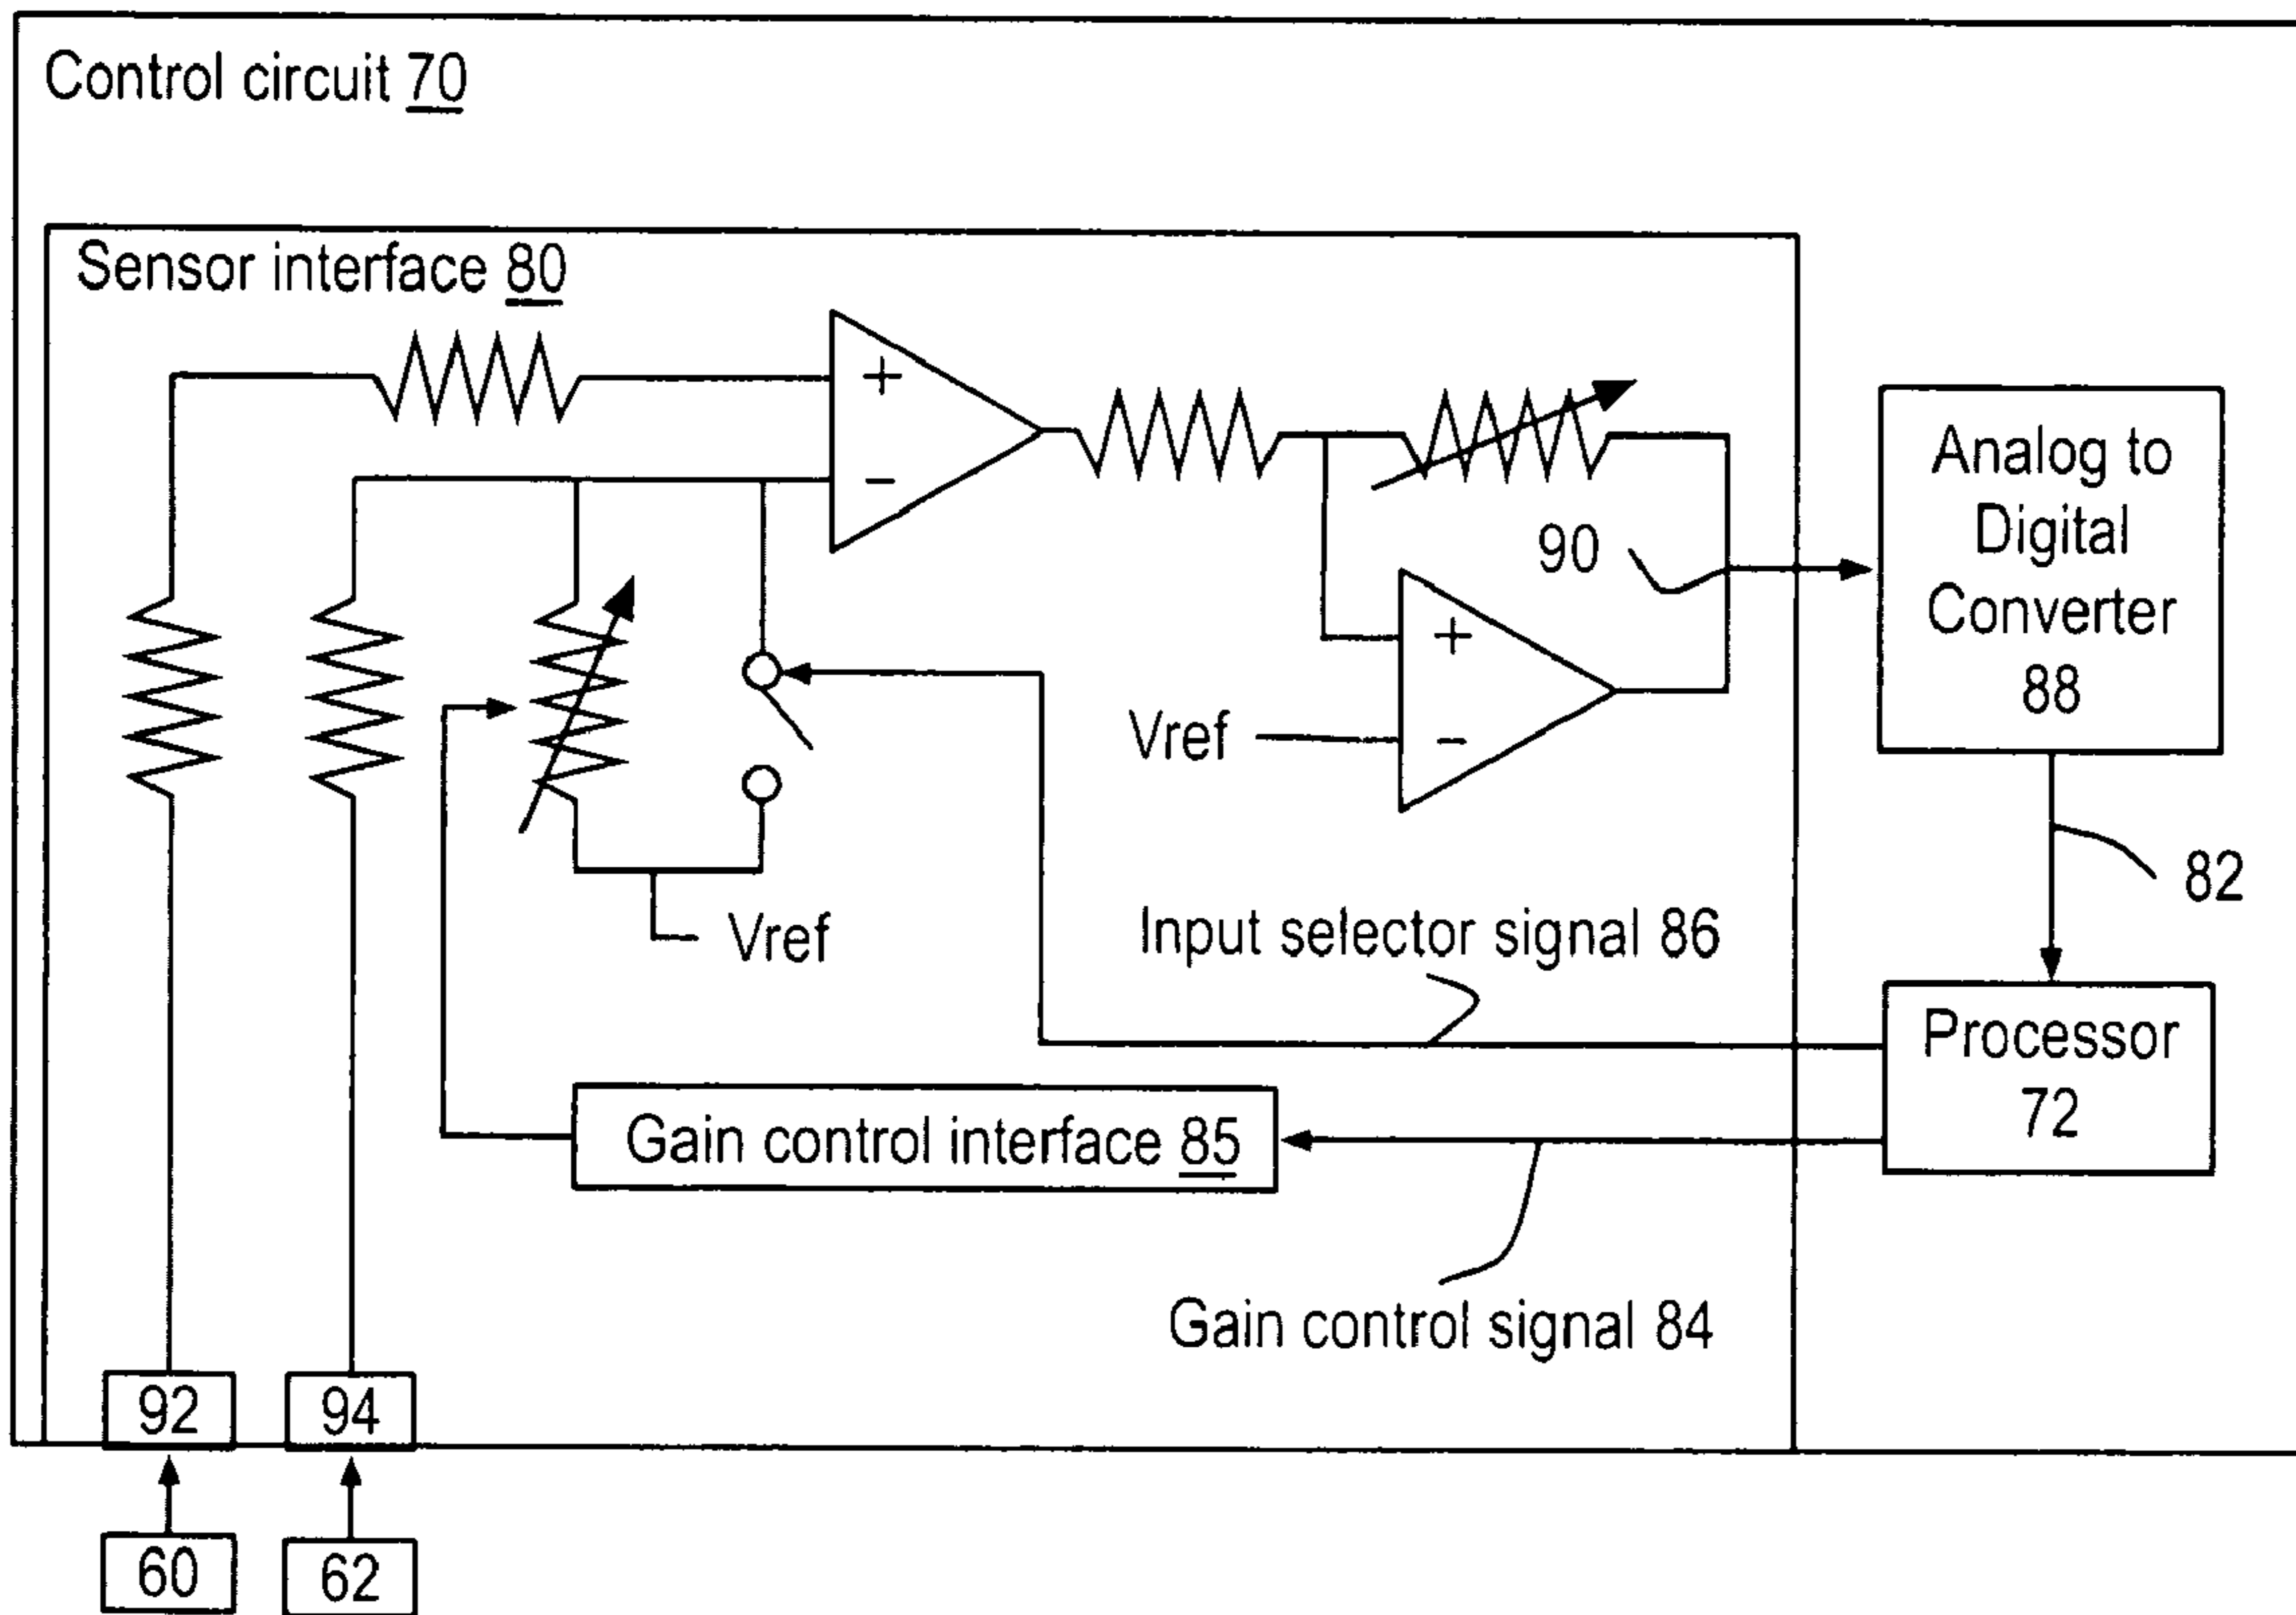 Control circuit 70
Sensor interface 80
+
−
90
Analog to
Digital
Converter
88
+
Vref
−
82
Vref
Input selector signal 86
Processor
72
Gain control interface 85
Gain control signal 84
92
94
60
62